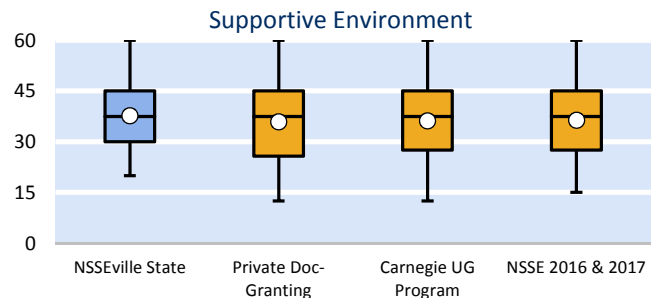 Supportive Environment
60
45
30
15
0
NSSEville State
Private Doc-
Granting
Carnegie UG
Program
NSSE 2016 & 2017